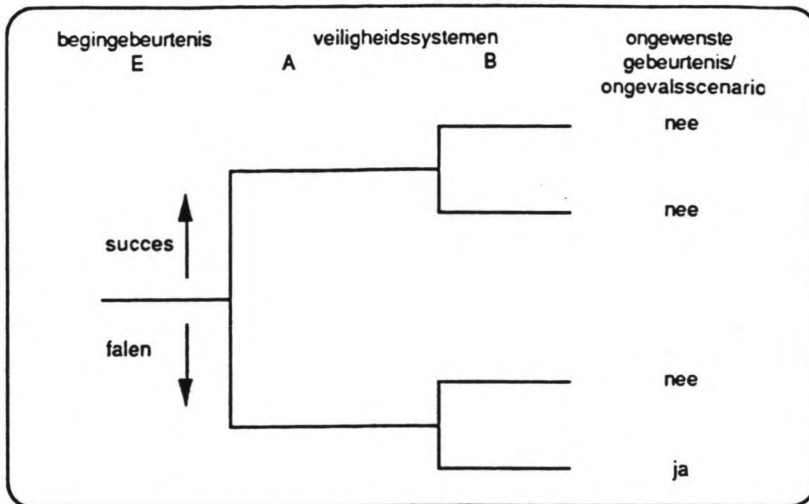 begingebeurtenis veiligheidssystemen ongewenste
E A B gebeurtenis/
ongevalsscenario
nee
nee
succes
falen
nee
ja